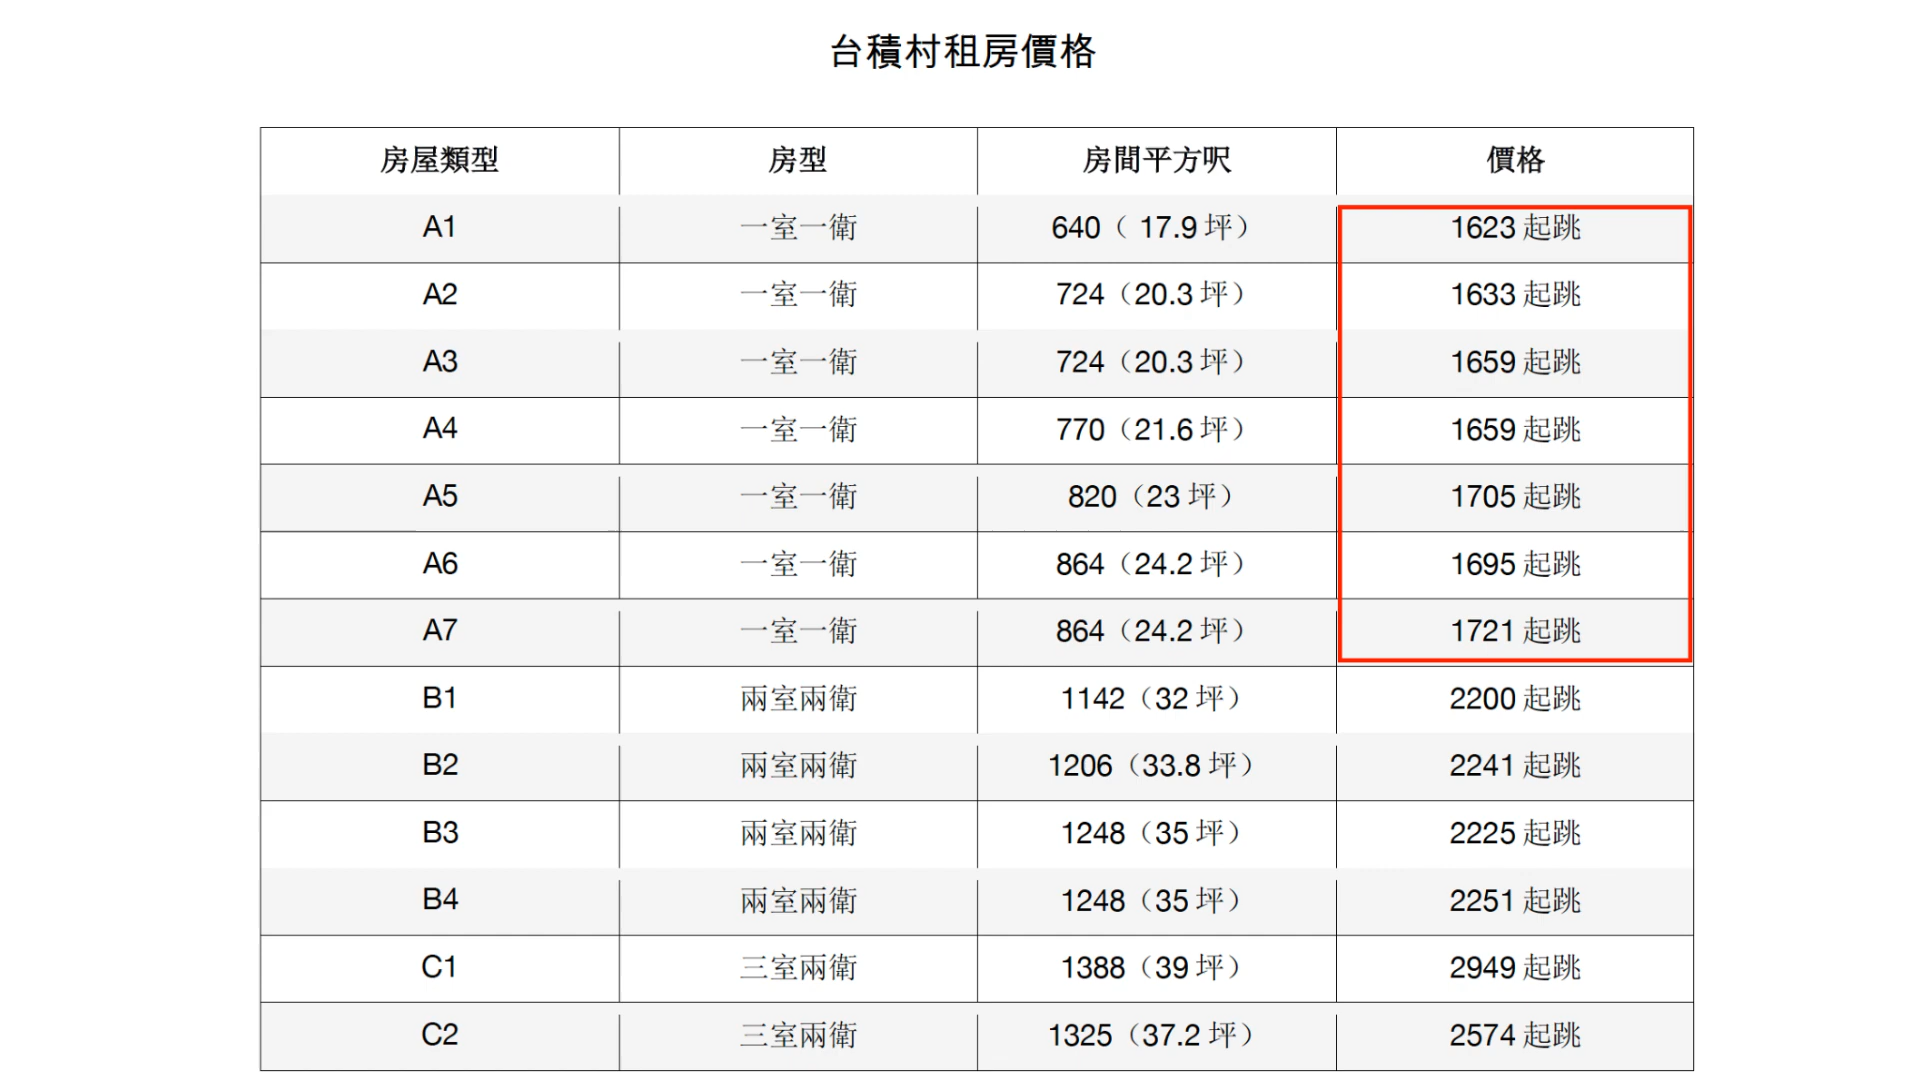 台積村租房價格
房屋類型 房型 房間平方呎 價格
A1 一室一衛 640（ 17.9 坪） 1623 起跳
A2 一室一衛 724（20.3 坪） 1633 起跳
A3 一室一衛 724（20.3 坪） 1659 起跳
A4 一室一衛 770（21.6 坪） 1659 起跳
A5 一室一衛 820（23 坪） 1705 起跳
A6 一室一衛 864（24.2 坪） 1695 起跳
A7 一室一衛 864（24.2 坪） 1721 起跳
B1 兩室兩衛 1142（32 坪） 2200 起跳
B2 兩室兩衛 1206（33.8 坪） 2241 起跳
B3 兩室兩衛 1248（35 坪） 2225 起跳
B4 兩室兩衛 1248（35 坪） 2251 起跳
C1 三室兩衛 1388（39 坪） 2949 起跳
C2 三室兩衛 1325（37.2 坪） 2574 起跳